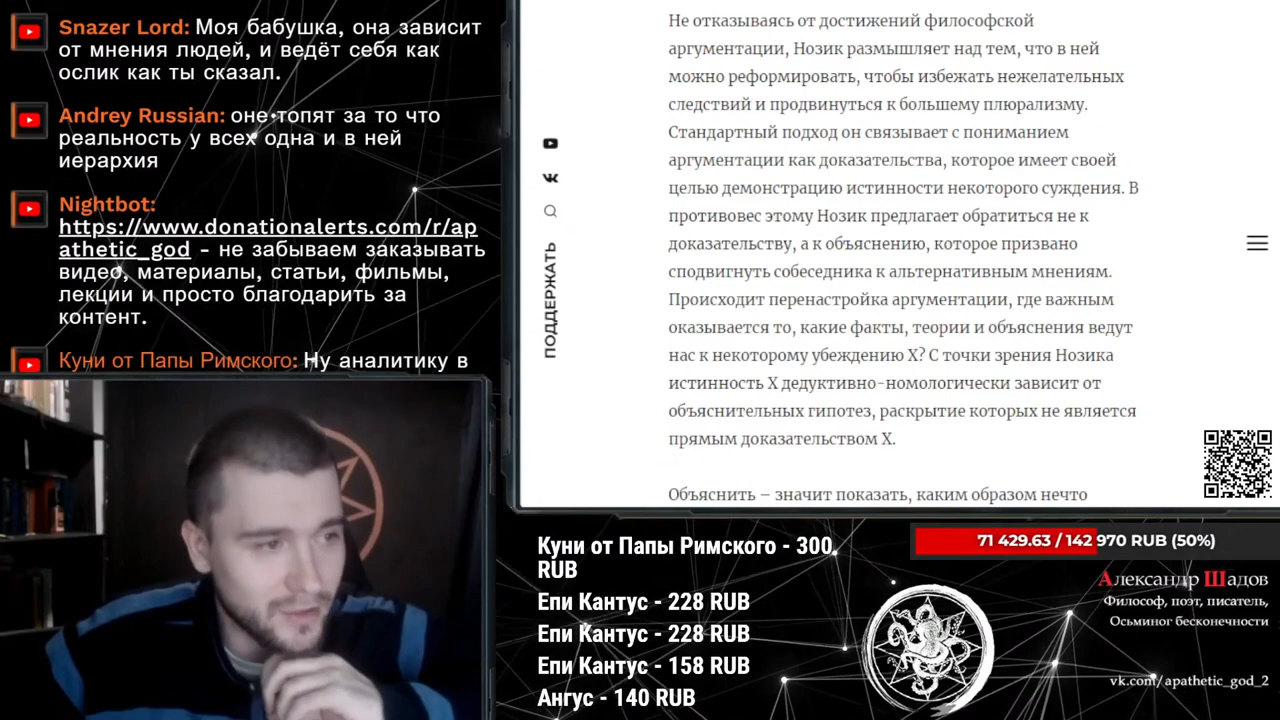 Snazer Lord: Моя бабушка, она зависит
от мнения людей, и ведёт себя как
ослик как ты сказал.
Andrey Russian: оне топят за то что
реальность у всех одна и в ней
иерархия
Nightbot:
https://www.donationalerts.com/r/ap
athetic_god - не забываем заказывать
видео, материалы, статьи, фильмы,
лекции и просто благодарить за
контент.
Куни от Папы Римского: Ну аналитику в
ПОДДЕРЖАТЬ
Не отказываясь от достижений философской
аргументации, Нозик размышляет над тем, что в ней
можно реформировать, чтобы избежать нежелательных
следствий и продвинуться к большему плюрализму.
Стандартный подход он связывает с пониманием
аргументации как доказательства, которое имеет своей
целью демонстрацию истинности некоторого суждения. В
противовес этому Нозик предлагает обратиться не к
доказательству, а к объяснению, которое призвано
сподвигнуть собеседника к альтернативным мнениям.
Происходит перенастройка аргументации, где важным
оказывается то, какие факты, теории и объяснения ведут
нас к некоторому убеждению X? С точки зрения Нозика
истинность X дедуктивно-номологически зависит от
объяснительных гипотез, раскрытие которых не является
прямым доказательством X.
Объяснить – значит показать, каким образом нечто
Куни от Папы Римского - 300
RUB
Епи Кантус - 228 RUB
Епи Кантус - 228 RUB
Епи Кантус - 158 RUB
Ангус - 140 RUB
71 429.63 / 142 970 RUB (50%)
Александр Шадов
Философ, поэт, писатель,
Осьминог бесконечности
vk.com/apathetic_god_2